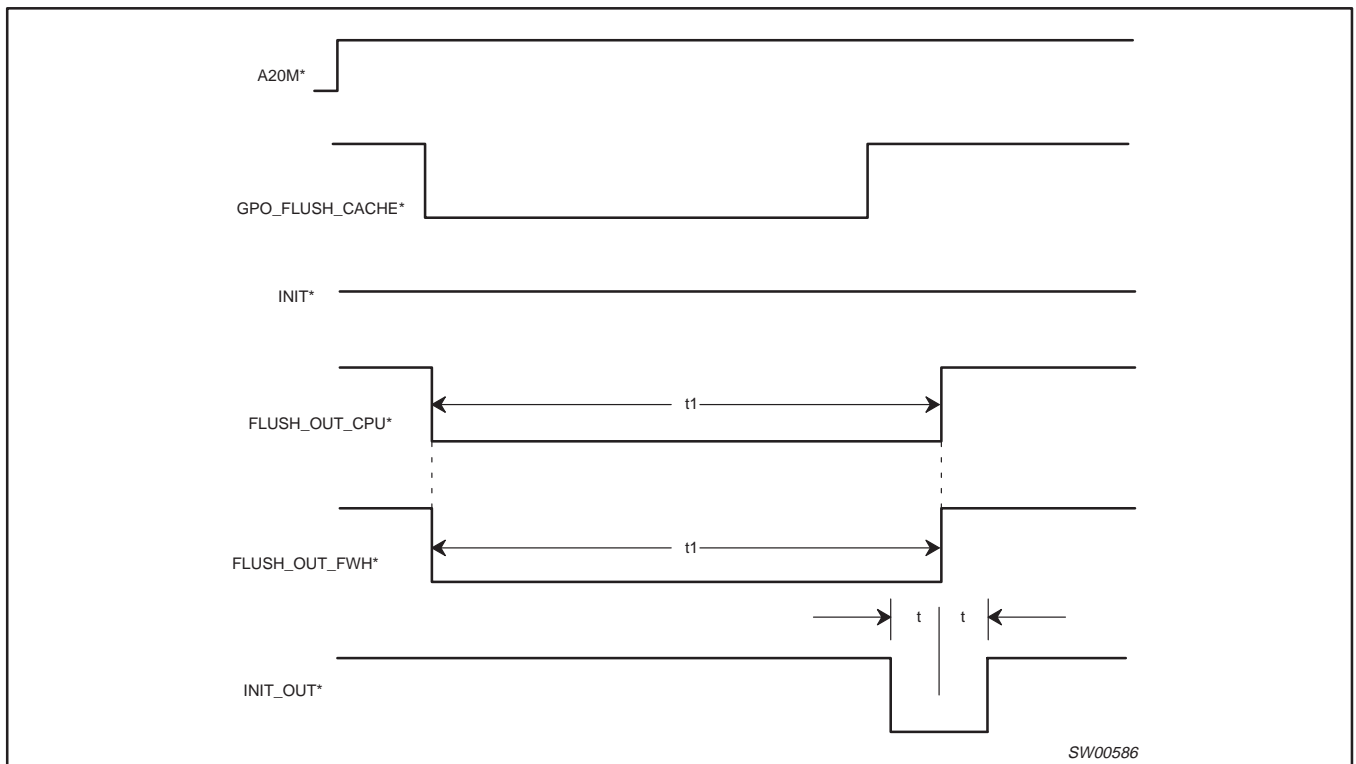 A20M*
GPO_FLUSH_CACHE*
INIT*
t1
FLUSH_OUT_CPU*
t1
FLUSH_OUT_FWH*
t t
INIT_OUT*
SW00586